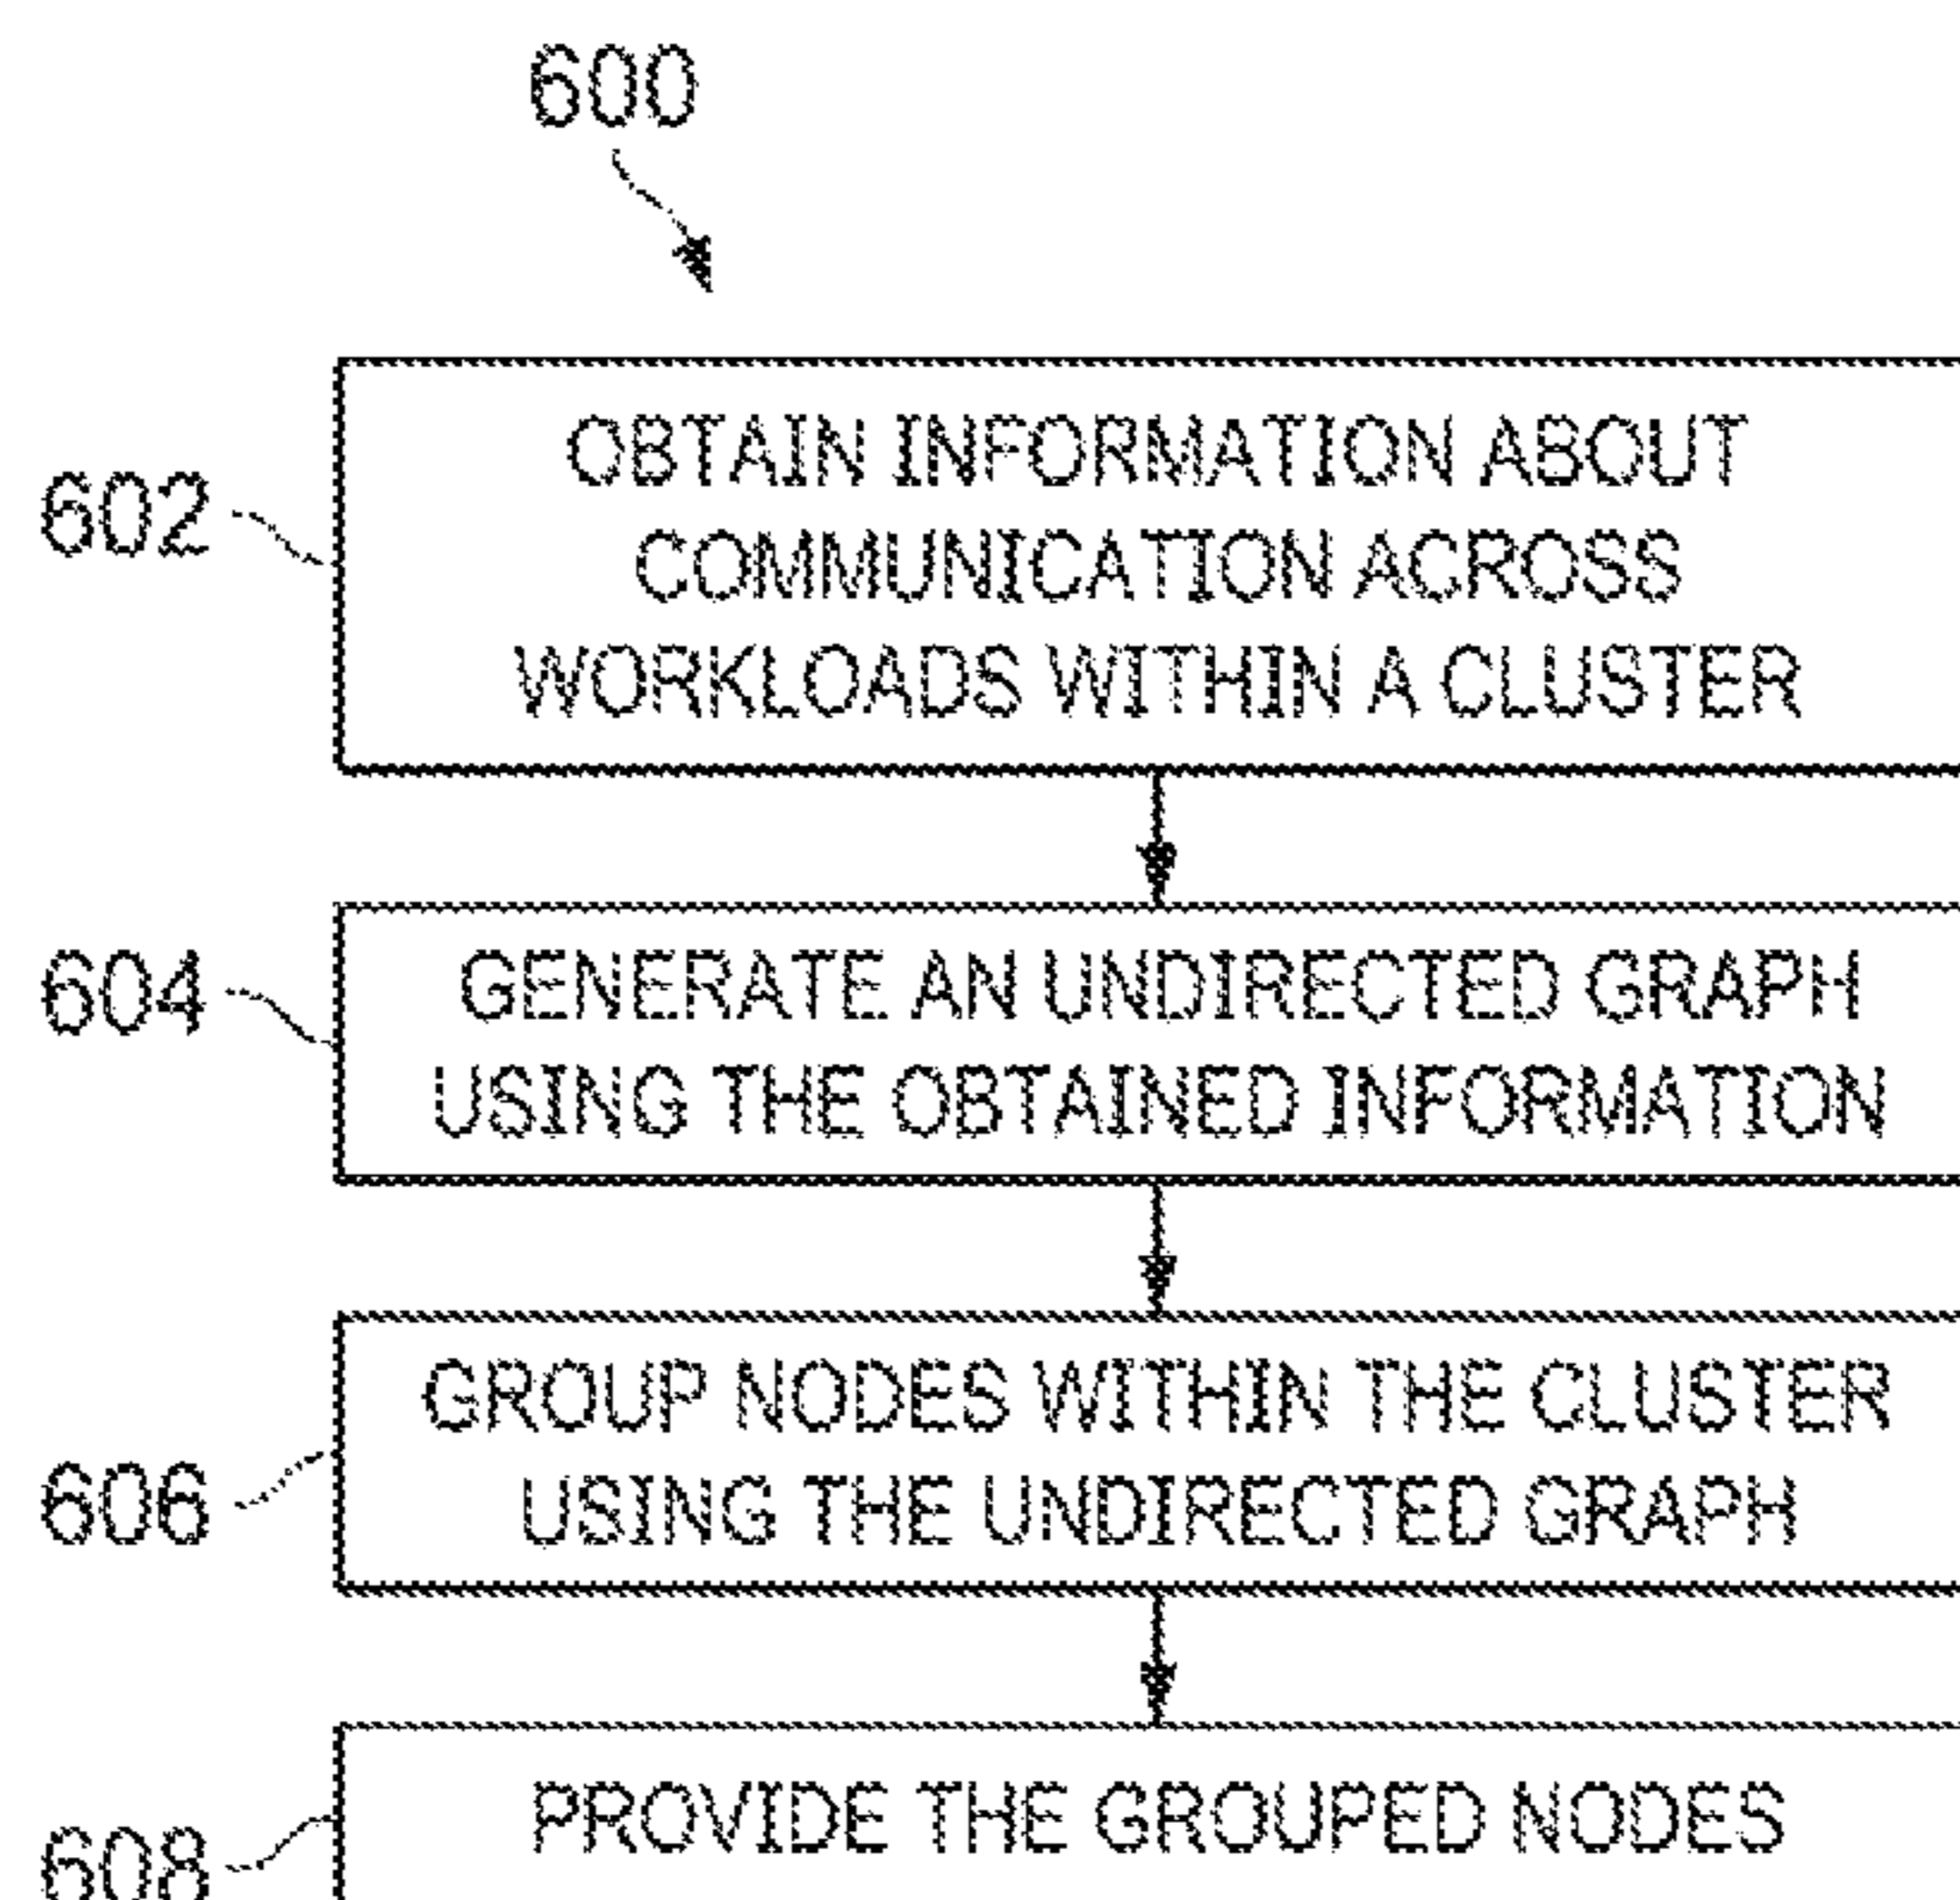 600
602
OBTAIN INFORMATION ABOUT
COMMUNICATION ACROSS
WORKLOADS WITHIN A CLUSTER
604
GENERATE AN UNDIRECTED GRAPH
USING THE OBTAINED INFORMATION
606
GROUP NODES WITHIN THE CLUSTER
USING THE UNDIRECTED GRAPH
608
PROVIDE THE GROUPED NODES